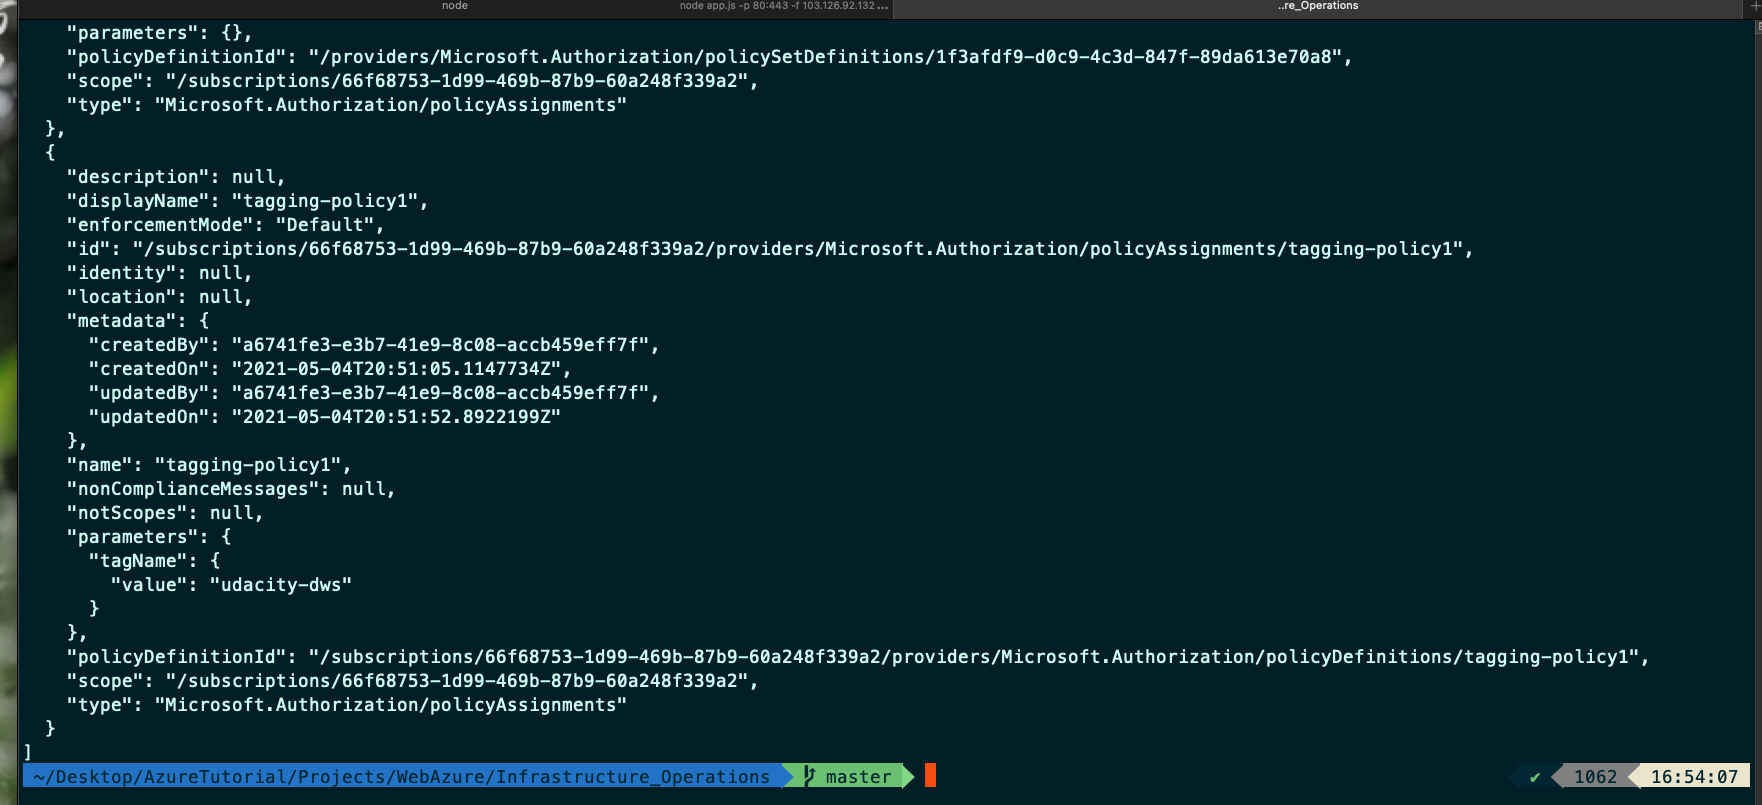 node
node app.js -p 80:443 -f 103.126.92.132 ...
..re_Operations
"parameters": {},
"policyDefinitionId": "/providers/Microsoft.Authorization/policySetDefinitions/1f3afdf9-d0c9-4c3d-847f-89da613e70a8",
"scope": "/subscriptions/66f68753-1d99-469b-87b9-60a248f339a2",
"type": "Microsoft.Authorization/policyAssignments"
},
{
"description": null,
"displayName": "tagging-policy1",
"enforcementMode": "Default",
"id": "/subscriptions/66f68753-1d99-469b-87b9-60a248f339a2/providers/Microsoft.Authorization/policyAssignments/tagging-policy1",
"identity": null,
"location": null,
"metadata": {
"createdBy": "a6741fe3-e3b7-41e9-8c08-accb459eff7f",
"createdOn": "2021-05-04T20:51:05.1147734Z",
"updatedBy": "a6741fe3-e3b7-41e9-8c08-accb459eff7f",
"updatedOn": "2021-05-04T20:51:52.8922199Z"
},
"name": "tagging-policy1",
"nonComplianceMessages": null,
"notScopes": null,
"parameters": {
"tagName": {
"value": "udacity-dws"
}
},
"policyDefinitionId": "/subscriptions/66f68753-1d99-469b-87b9-60a248f339a2/providers/Microsoft.Authorization/policyDefinitions/tagging-policy1",
"scope": "/subscriptions/66f68753-1d99-469b-87b9-60a248f339a2",
"type": "Microsoft.Authorization/policyAssignments"
}
]
~/Desktop/AzureTutorial/Projects/WebAzure/Infrastructure_Operations master ✔ 1062 16:54:07